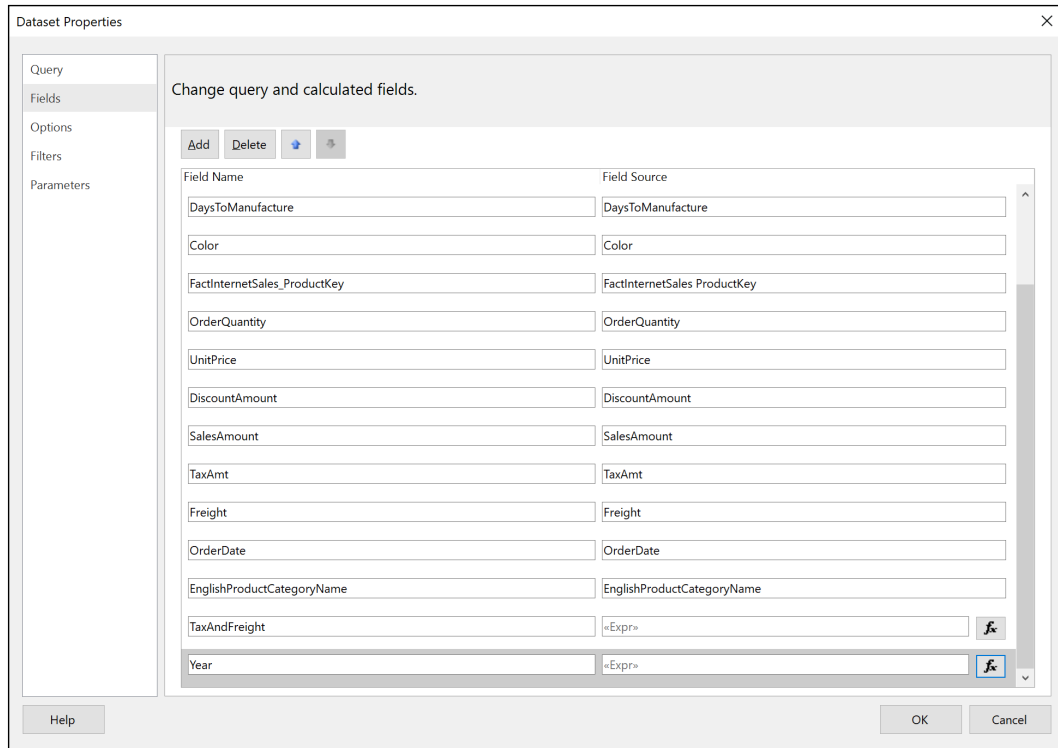 Dataset Properties
Query
Fields
Options
Filters
Parameters
Change query and calculated fields.
Add Delete
Field Name Field Source
DaysToManufacture DaysToManufacture
Color Color
FactInternetSales_ProductKey FactInternetSales ProductKey
OrderQuantity OrderQuantity
UnitPrice UnitPrice
DiscountAmount DiscountAmount
SalesAmount SalesAmount
TaxAmt TaxAmt
Freight Freight
OrderDate OrderDate
EnglishProductCategoryName EnglishProductCategoryName
TaxAndFreight «Expr» fx
Year «Expr» fx
Help OK Cancel